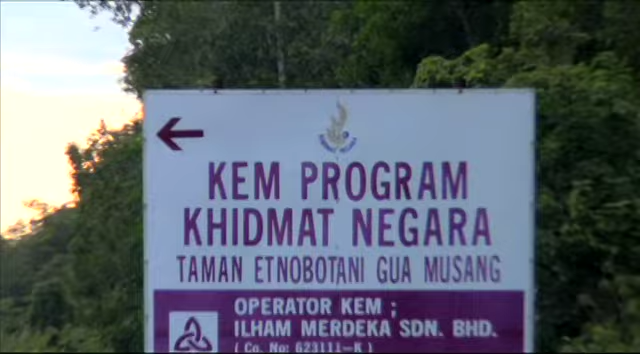 KEM PROGRAM
KHIDMAT NEGARA
TAMAN ETNOBOTANI GUA MUSANG
OPERATOR KEM ;
ILHAM MERDEKA SDN. BHD.
( Co. No: 623111-K )